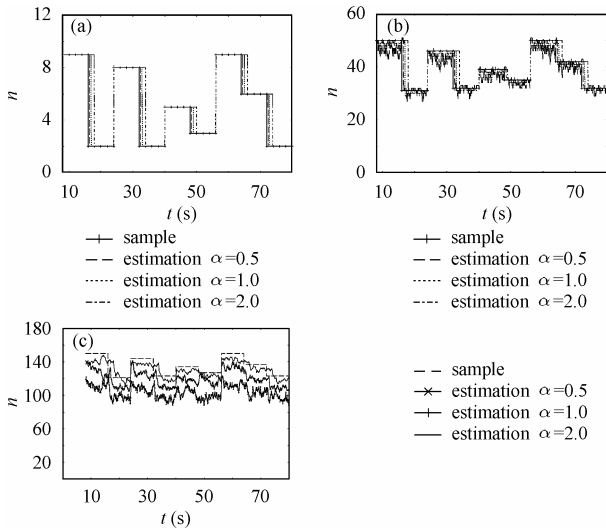 12
(a)
8
n
4
0
10 30 50 70
t (s)
sample
estimation α=0.5
estimation α=1.0
estimation α=2.0
60
(b)
40
n
20
0
10 30 50 70
t (s)
sample
estimation α=0.5
estimation α=1.0
estimation α=2.0
180
(c)
140
100
n
60
20
10 30 50 70
t (s)
sample
estimation α=0.5
estimation α=1.0
estimation α=2.0